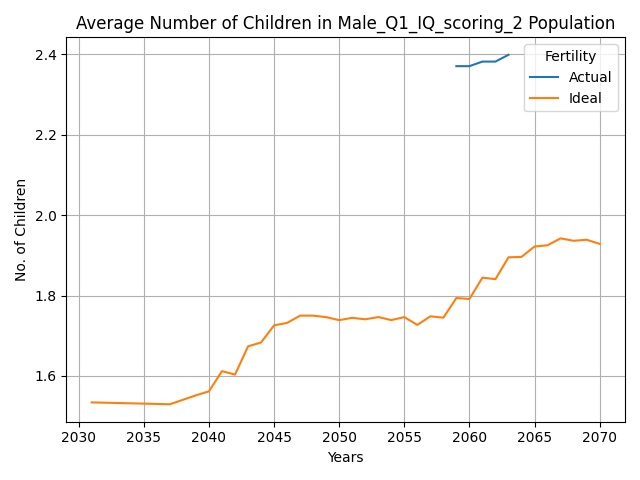 Average Number of Children in Male_Q1_IQ_scoring_2 Population
No. of Children
2.4
2.2
2.0
1.8
1.6
Fertility
Actual
Ideal
2030 2035 2040 2045 2050 2055 2060 2065 2070
Years